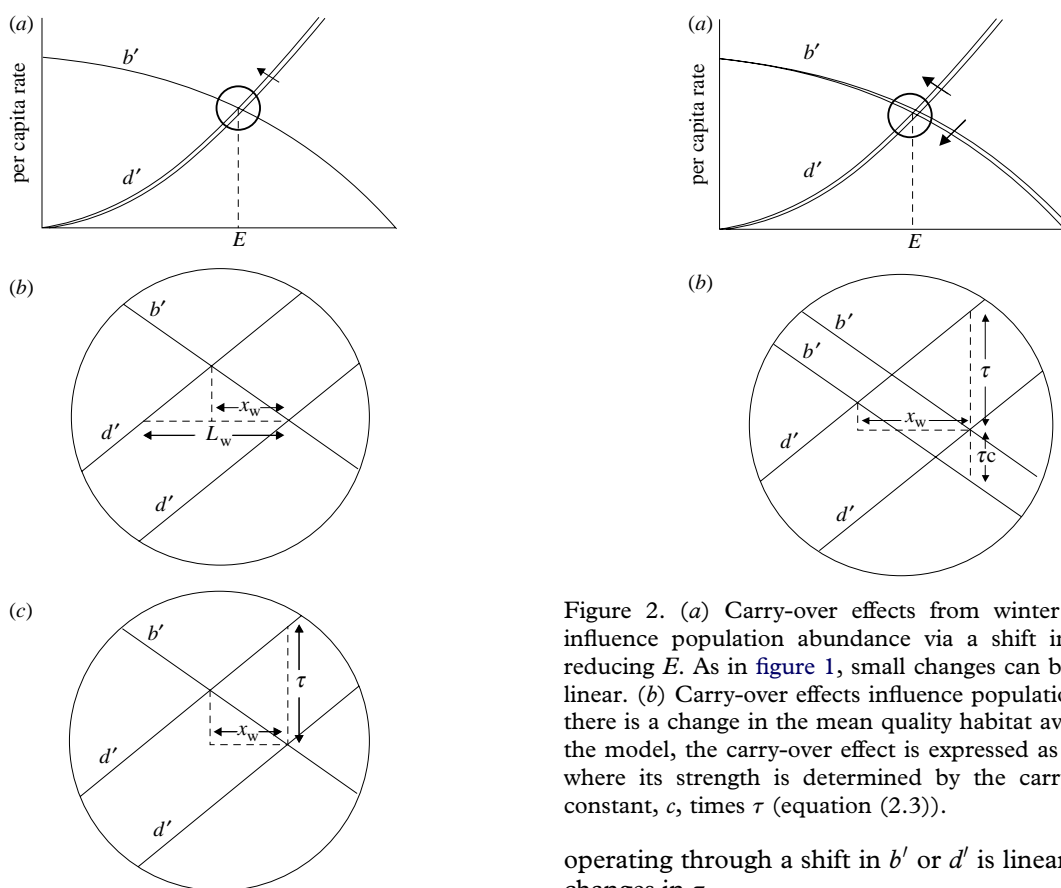 (a)
per capita rate
b′
d′
E
(b)
b′
x_w
L_w
d′
d′
(c)
b′
τ
x_w
d′
d′
(a)
per capita rate
b′
d′
E
(b)
b′
b′
τ
x_w
τc
d′
d′
Figure 2. (a) Carry-over effects from winter
influence population abundance via a shift in
reducing E. As in figure 1, small changes can b
linear. (b) Carry-over effects influence populatio
there is a change in the mean quality habitat av
the model, the carry-over effect is expressed as
where its strength is determined by the carr
constant, c, times τ (equation (2.3)).
operating through a shift in b′ or d′ is linear